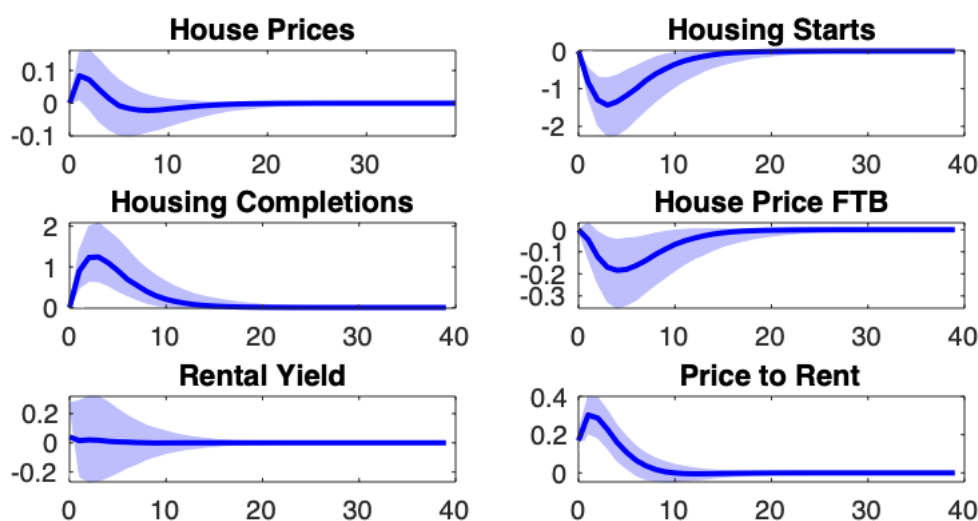 House Prices
0.1
0
-0.1
0 10 20 30
Housing Starts
0
-1
-2
0 10 20 30 40
Housing Completions
2
1
0
0 10 20 30 40
House Price FTB
0
-0.1
-0.2
-0.3
0 10 20 30 40
Rental Yield
0.2
0
-0.2
0 10 20 30 40
Price to Rent
0.4
0.2
0
0 10 20 30 40